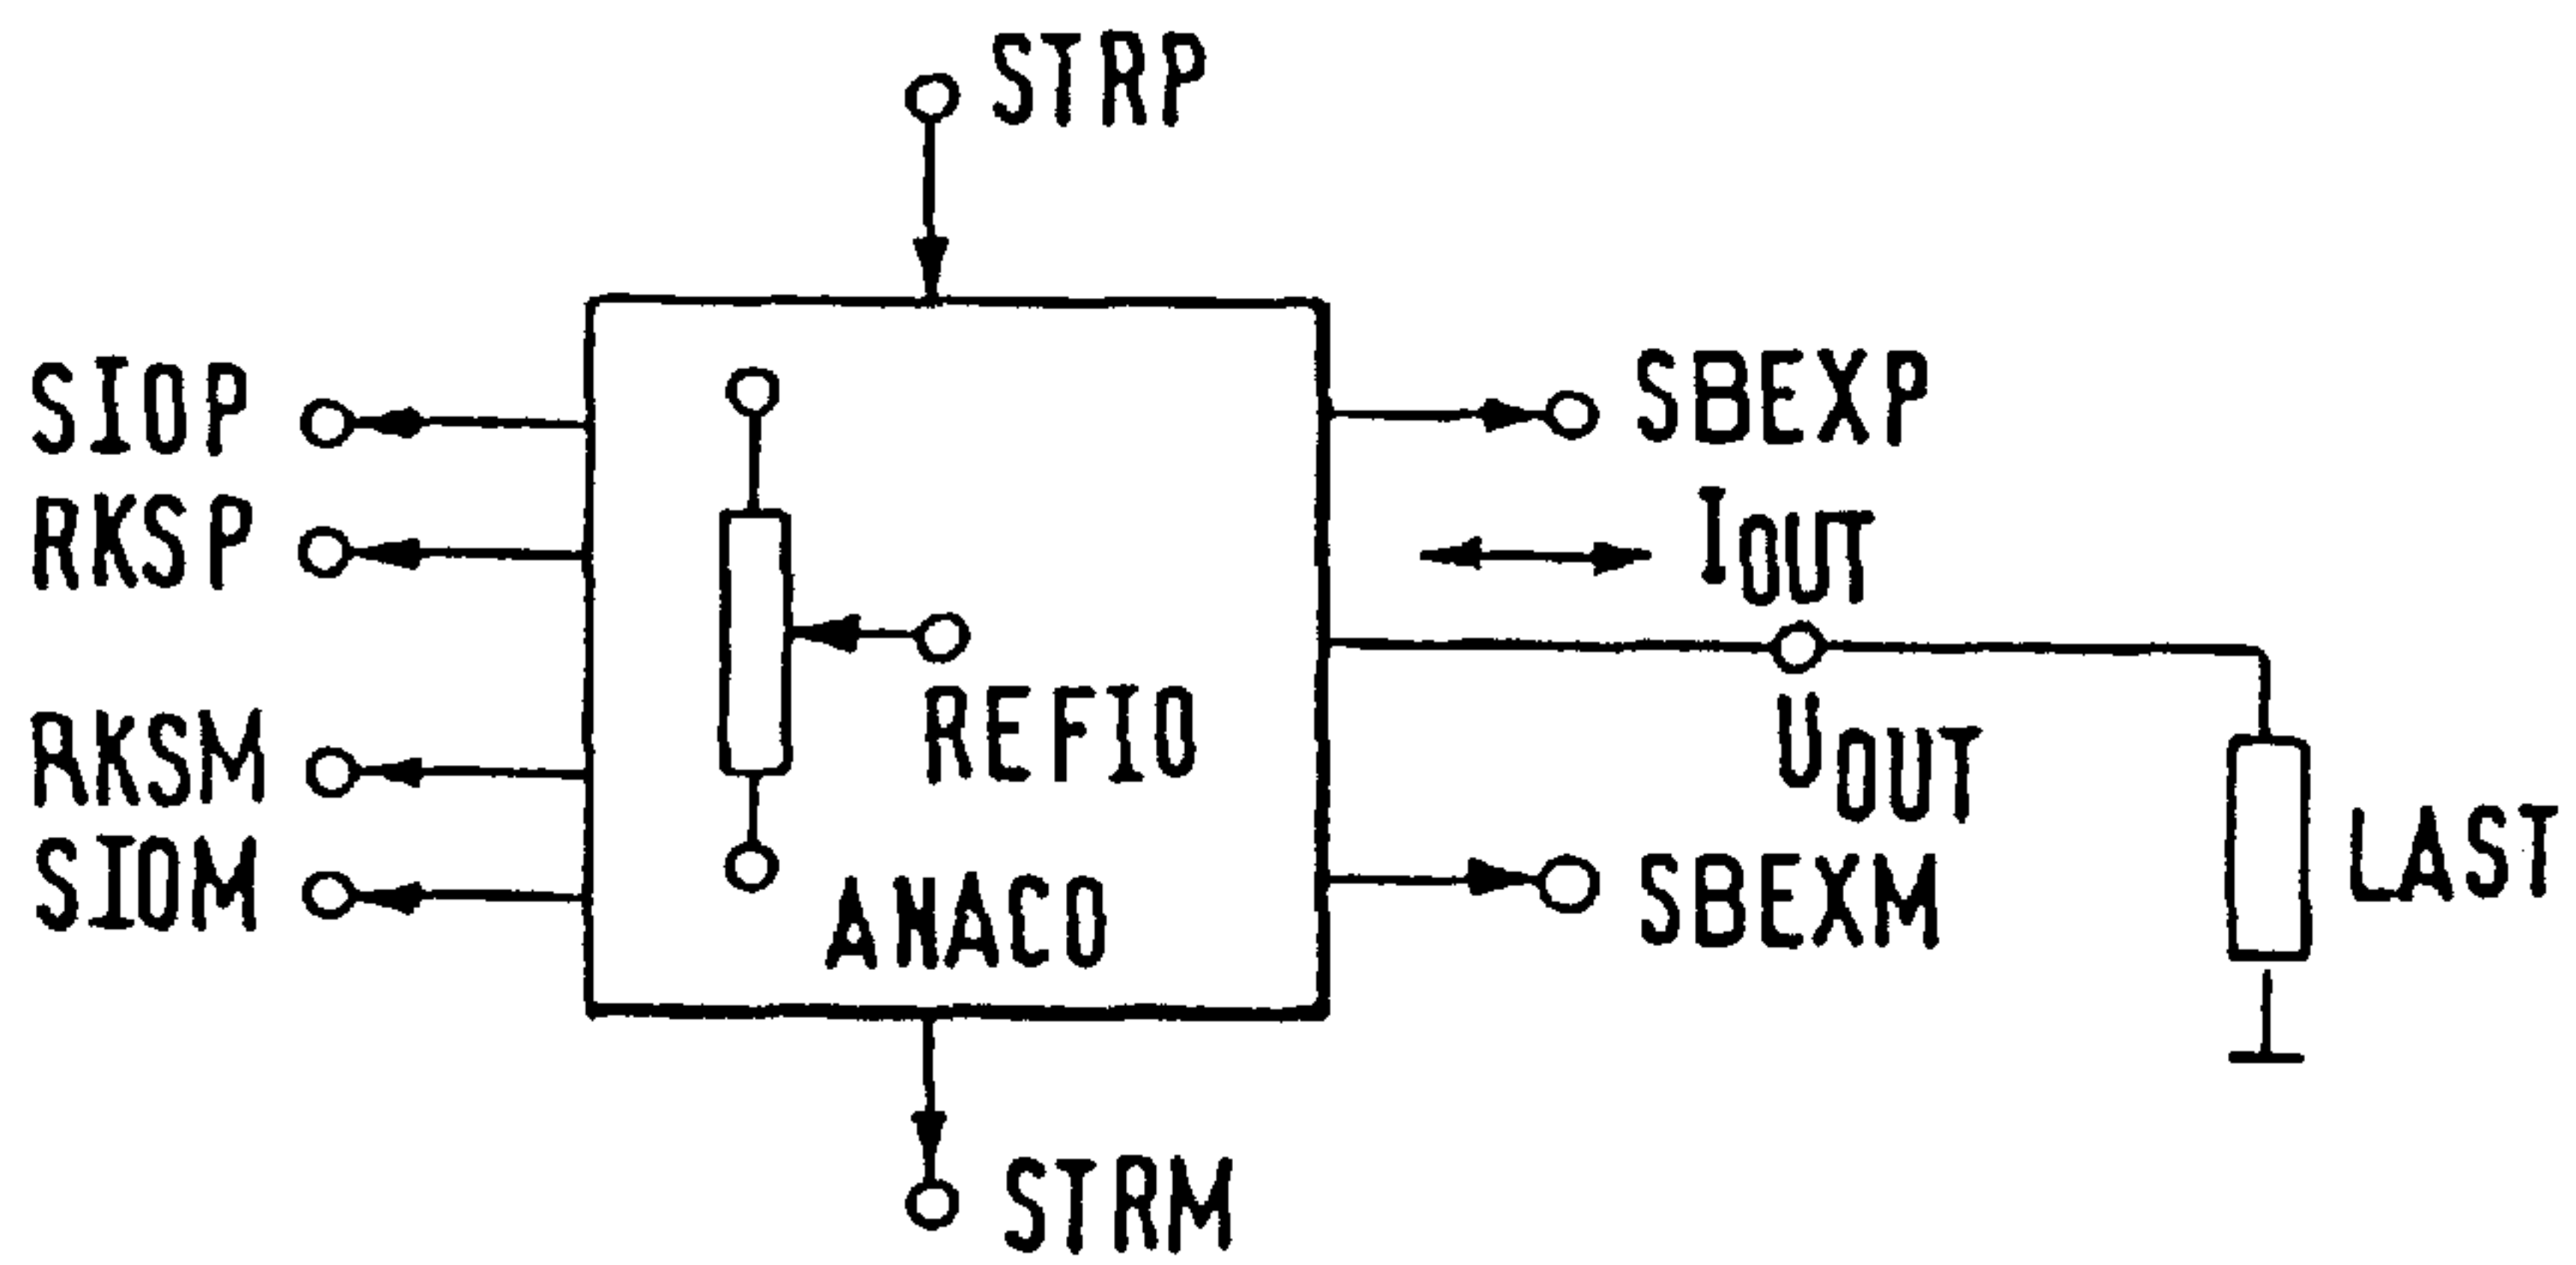 STRP
SIOP
SBEXP
RKSP
IOUT
REFIO
RKSM
UOUT
SIOM
ANACO
SBEXM
LAST
STRM